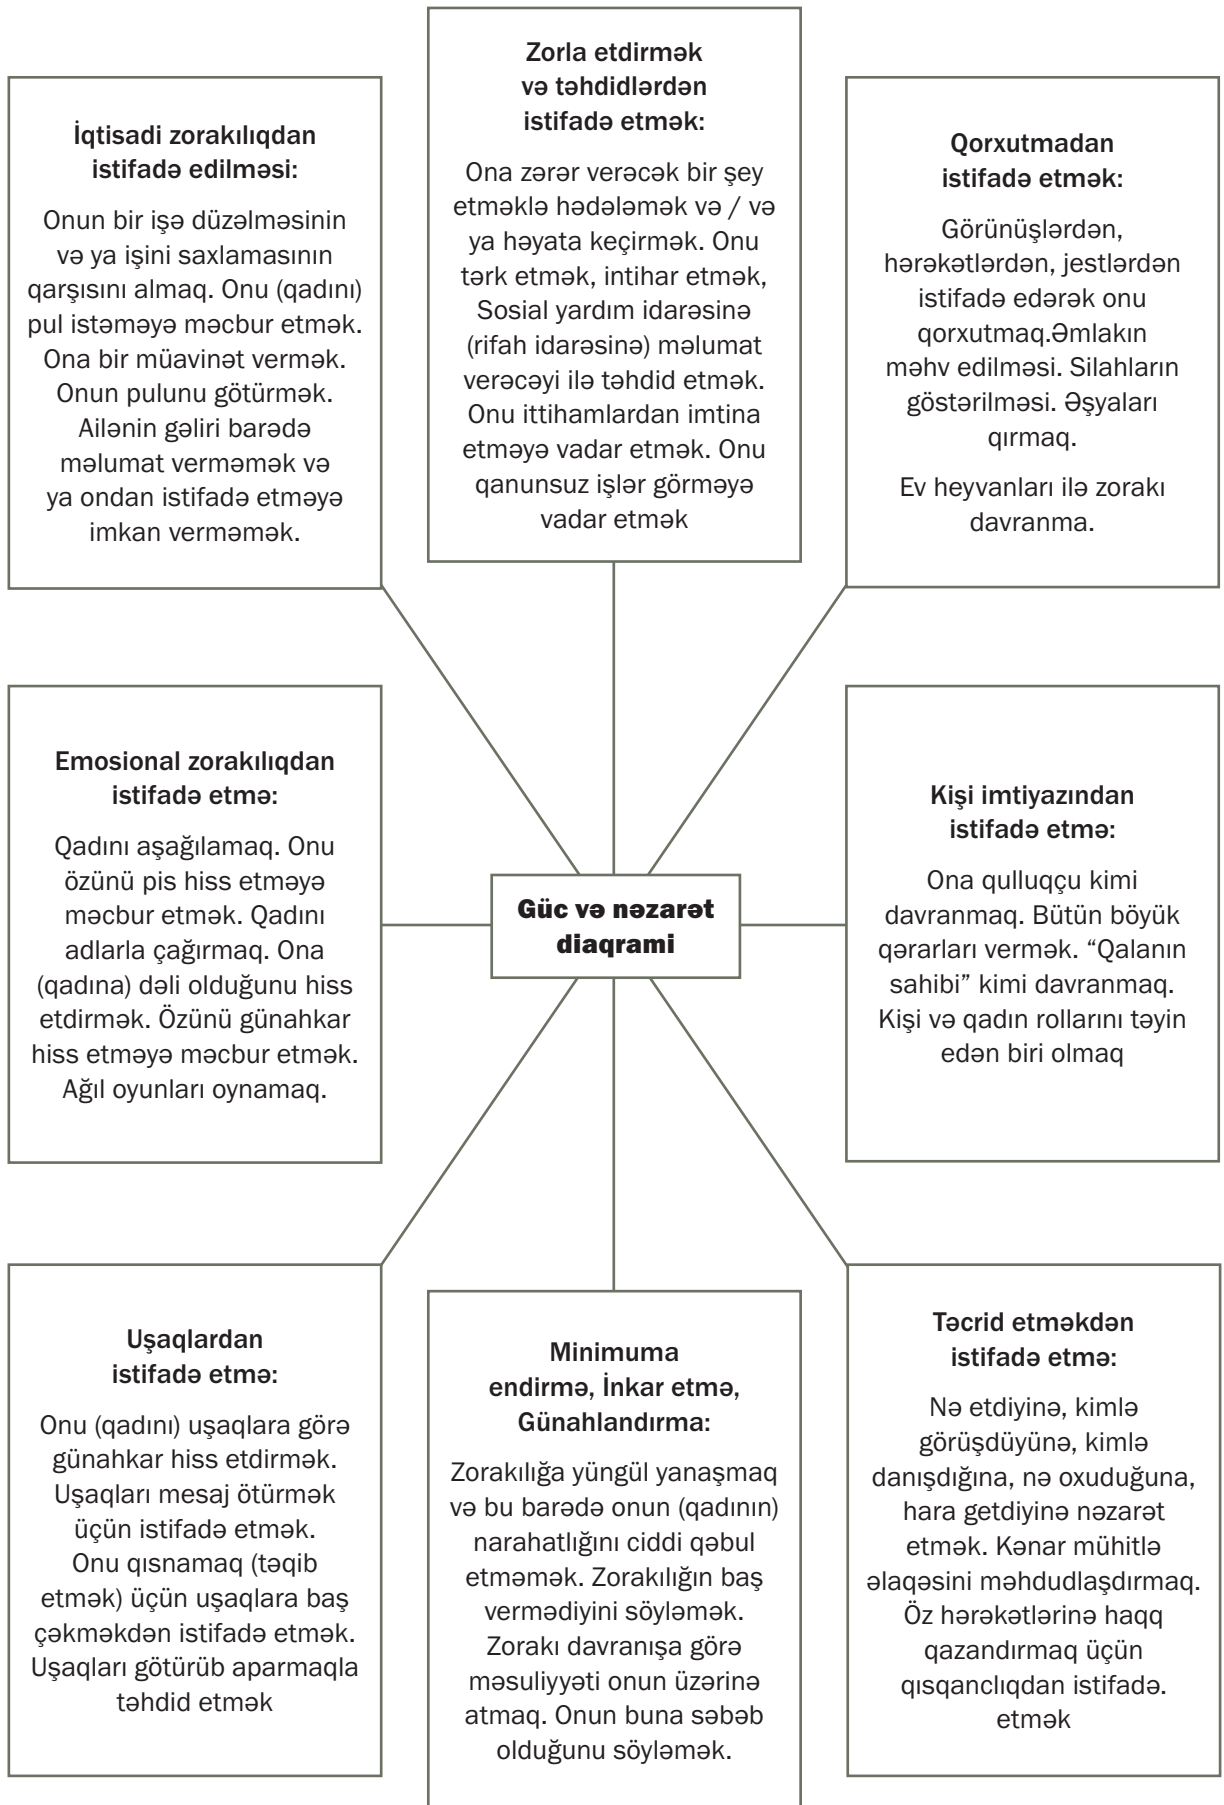 Zorla etdirmək
və təhdidlərdən
istifadə etmək:
Ona zərər verəcək bir şey
etməklə hədələmək və / və
ya həyata keçirmək. Onu
tərk etmək, intihar etmək,
Sosial yardım idarəsinə
(rifah idarəsinə) məlumat
verəcəyi ilə təhdid etmək.
Onu ittihamlardan imtina
etməyə vadar etmək. Onu
qanunsuz işlər görməyə
vadar etmək
İqtisadi zorakılıqdan
istifadə edilməsi:
Onun bir işə düzəlməsinin
və ya işini saxlamasının
qarşısını almaq. Onu (qadını)
pul istəməyə məcbur etmək.
Ona bir müavinət vermək.
Onun pulunu götürmək.
Ailənin gəliri barədə
məlumat verməmək və
ya ondan istifadə etməyə
imkan verməmək.
Qorxutmadan
istifadə etmək:
Görünüşlərdən,
hərəkətlərdən, jestlərdən
istifadə edərək onu
qorxutmaq.Əmlakın
məhv edilməsi. Silahların
göstərilməsi. Əşyaları
qırmaq.
Ev heyvanları ilə zorakı
davranma.
Emosional zorakılıqdan
istifadə etmə:
Qadını aşağılamaq. Onu
özünü pis hiss etməyə
məcbur etmək. Qadını
adlarla çağırmaq. Ona
(qadına) dəli olduğunu hiss
etdirmək. Özünü günahkar
hiss etməyə məcbur etmək.
Ağıl oyunları oynamaq.
Güc və nəzarət
diaqrami
Kişi imtiyazından
istifadə etmə:
Ona qulluqçu kimi
davranmaq. Bütün böyük
qərarları vermək. “Qalanın
sahibi” kimi davranmaq.
Kişi və qadın rollarını təyin
edən biri olmaq
Uşaqlardan
istifadə etmə:
Onu (qadını) uşaqlara görə
günahkar hiss etdirmək.
Uşaqları mesaj ötürmək
üçün istifadə etmək.
Onu qısnamaq (təqib
etmək) üçün uşaqlara baş
çəkməkdən istifadə etmək.
Uşaqları götürüb aparmaqla
təhdid etmək
Minimuma
endirmə, İnkar etmə,
Günahlandırma:
Zorakılığa yüngül yanaşmaq
və bu barədə onun (qadının)
narahatlığını ciddi qəbul
etməmək. Zorakılığın baş
vermədiyini söyləmək.
Zorakı davranışa görə
məsuliyyəti onun üzərinə
atmaq. Onun buna səbəb
olduğunu söyləmək.
Təcrid etməkdən
istifadə etmə:
Nə etdiyinə, kimlə
görüşdüyünə, kimlə
danışdığına, nə oxuduğuna,
hara getdiyinə nəzarət
etmək. Kənar mühitlə
əlaqəsini məhdudlaşdırmaq.
Öz hərəkətlərinə haqq
qazandırmaq üçün
qısqanclıqdan istifadə.
etmək